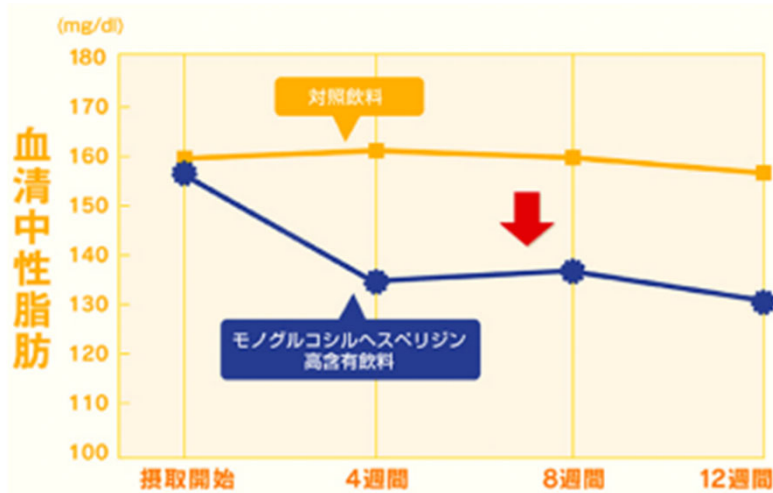 (mg/dl)
180
170
160
150
140
130
120
110
100
血清中性脂肪
対照飲料
モノグルコシルヘスペリジン
高含有飲料
摂取開始
4週間
8週間
12週間